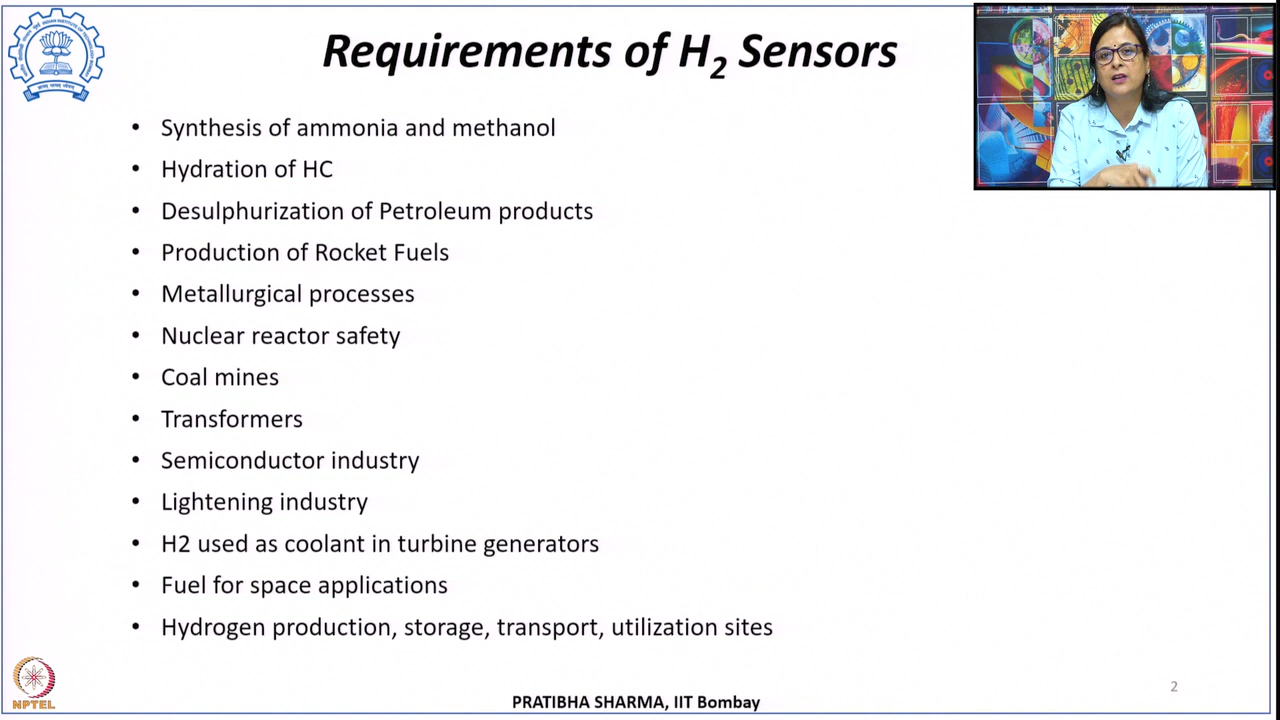 Requirements of H₂ Sensors
• Synthesis of ammonia and methanol
• Hydration of HC
• Desulphurization of Petroleum products
• Production of Rocket Fuels
• Metallurgical processes
• Nuclear reactor safety
• Coal mines
• Transformers
• Semiconductor industry
• Lightening industry
• H2 used as coolant in turbine generators
• Fuel for space applications
• Hydrogen production, storage, transport, utilization sites
NPTEL
PRATIBHA SHARMA, IIT Bombay
2